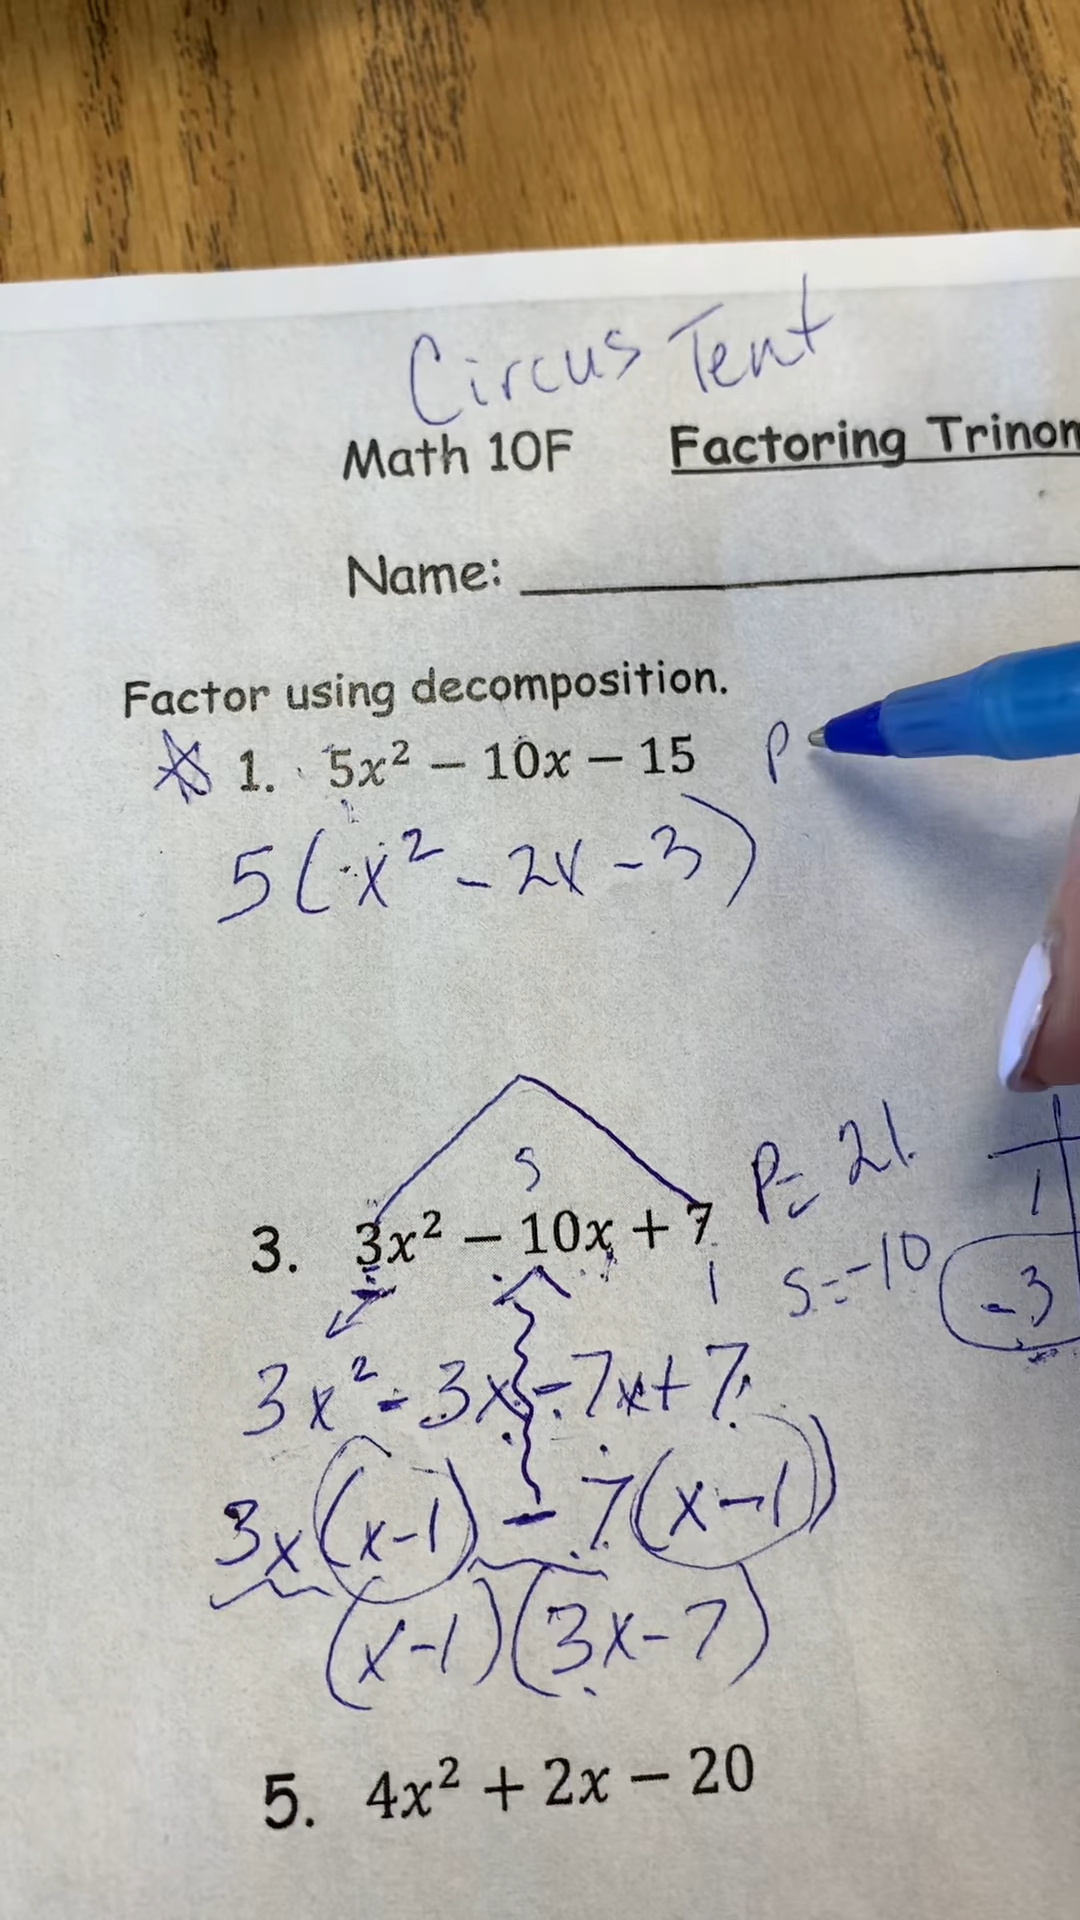 Circus Tent
Math 10F Factoring Trinom
Name:
Factor using decomposition.
1. 5x² − 10x − 15 P
5(x² - 2x - 3)
S
3. 3x² − 10x + 7
P = 21
S = -10
1
1
-3
3x² - 3x - 7x + 7
3x(x-1) - 7(x-1)
(x-1)(3x-7)
5. 4x² + 2x − 20